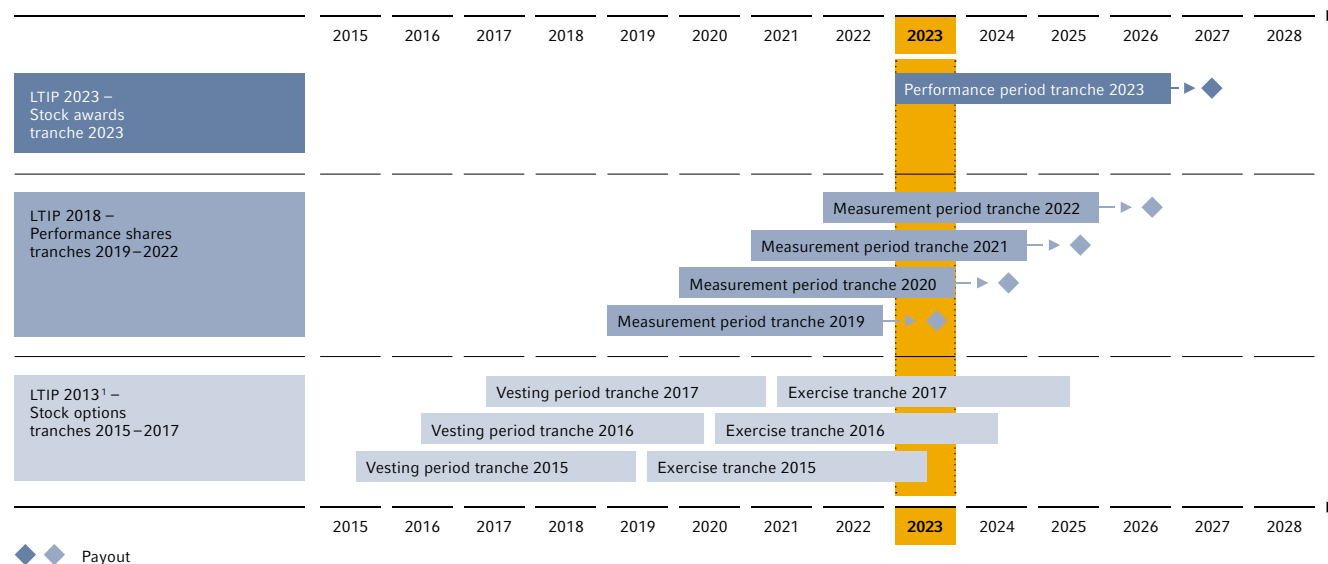 2015 2016 2017 2018 2019 2020 2021 2022 2023 2024 2025 2026 2027 2028
LTIP 2023 –
Stock awards
tranche 2023
Performance period tranche 2023
LTIP 2018 –
Performance shares
tranches 2019–2022
Measurement period tranche 2022
Measurement period tranche 2021
Measurement period tranche 2020
Measurement period tranche 2019
LTIP 2013¹ –
Stock options
tranches 2015–2017
Vesting period tranche 2017 Exercise tranche 2017
Vesting period tranche 2016 Exercise tranche 2016
Vesting period tranche 2015 Exercise tranche 2015
2015 2016 2017 2018 2019 2020 2021 2022 2023 2024 2025 2026 2027 2028
Payout